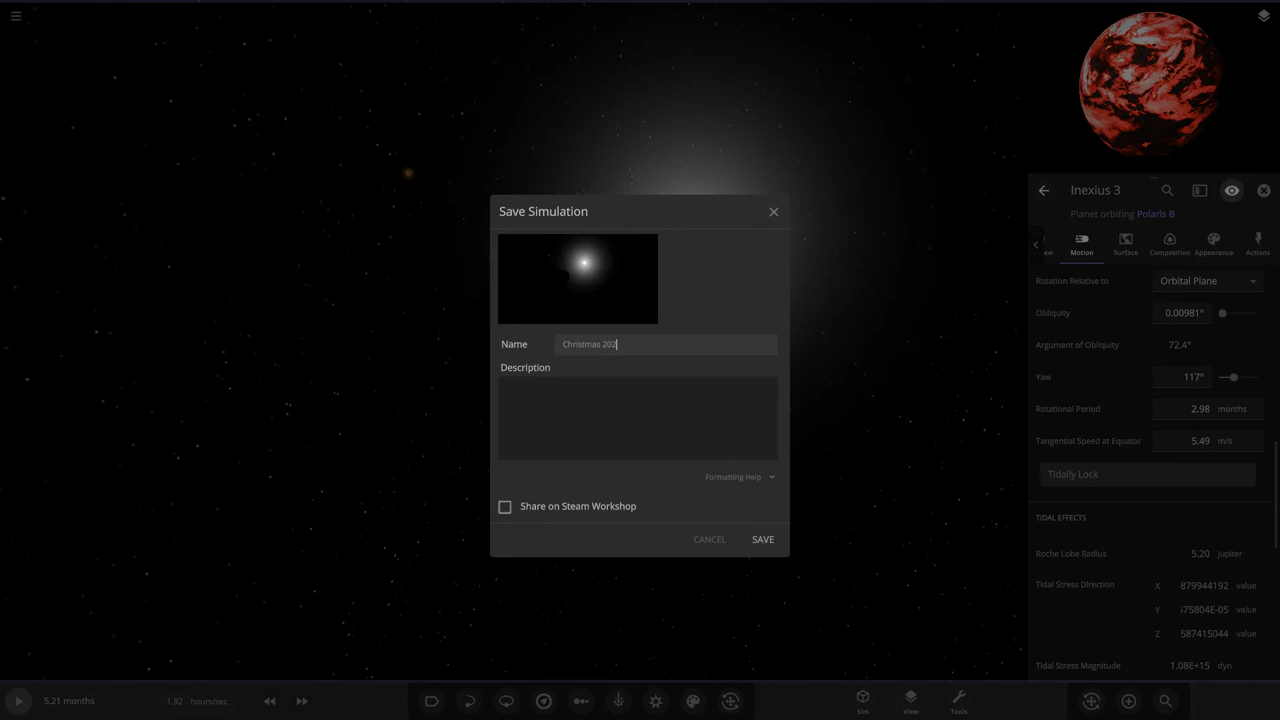 Inexius 3
Planet orbiting Polaris B
ew
Motion
Surface
Composition
Appearance
Actions
Rotation Relative to
Orbital Plane
Obliquity
0.00981°
Argument of Obliquity
72.4°
Yaw
117°
Rotational Period
2.98 months
Tangential Speed at Equator
5.49 m/s
Tidally Lock
TIDAL EFFECTS
Roche Lobe Radius
5.20 Jupiter
Tidal Stress Direction
X 879944192 value
Y 575804E-05 value
Z 587415044 value
Tidal Stress Magnitude
1.08E+15 dyn
Save Simulation
Name
Christmas 202
Description
Formatting Help
Share on Steam Workshop
CANCEL
SAVE
5.21 months
1.92 hours/sec
Sim
View
Tools